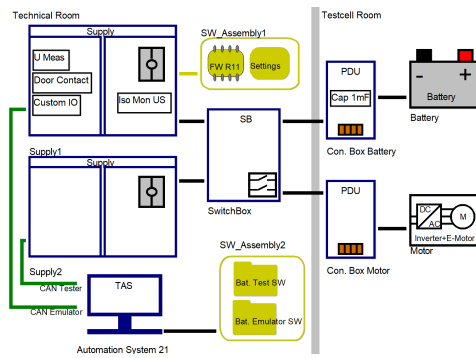 Technical Room
Testcell Room
Supply
SW_Assembly1
U Meas
Door Contact
Custom IO
Iso Mon US
FW R11
Settings
PDU
Cap 1mF
- +
Battery
Battery
SB
Con. Box Battery
Supply1
Supply
SwitchBox
PDU
DC
AC
M
Inverter+E-Motor
Motor
Con. Box Motor
SW_Assembly2
Supply2
CAN Tester
TAS
Bat. Test SW
CAN Emulator
Bat. Emulator SW
Automation System 21